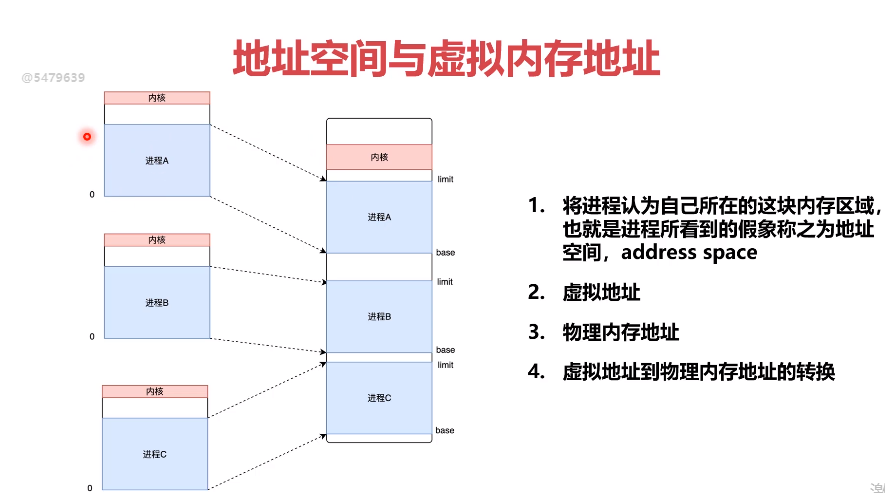 地址空间与虚拟内存地址
@5479639
内核
进程A
0
内核
进程B
0
内核
进程C
0
内核
limit
进程A
base
limit
进程B
base
limit
进程C
base
1. 将进程认为自己所在的这块内存区域，
也就是进程所看到的假象称之为地址
空间，address space
2. 虚拟地址
3. 物理内存地址
4. 虚拟地址到物理内存地址的转换